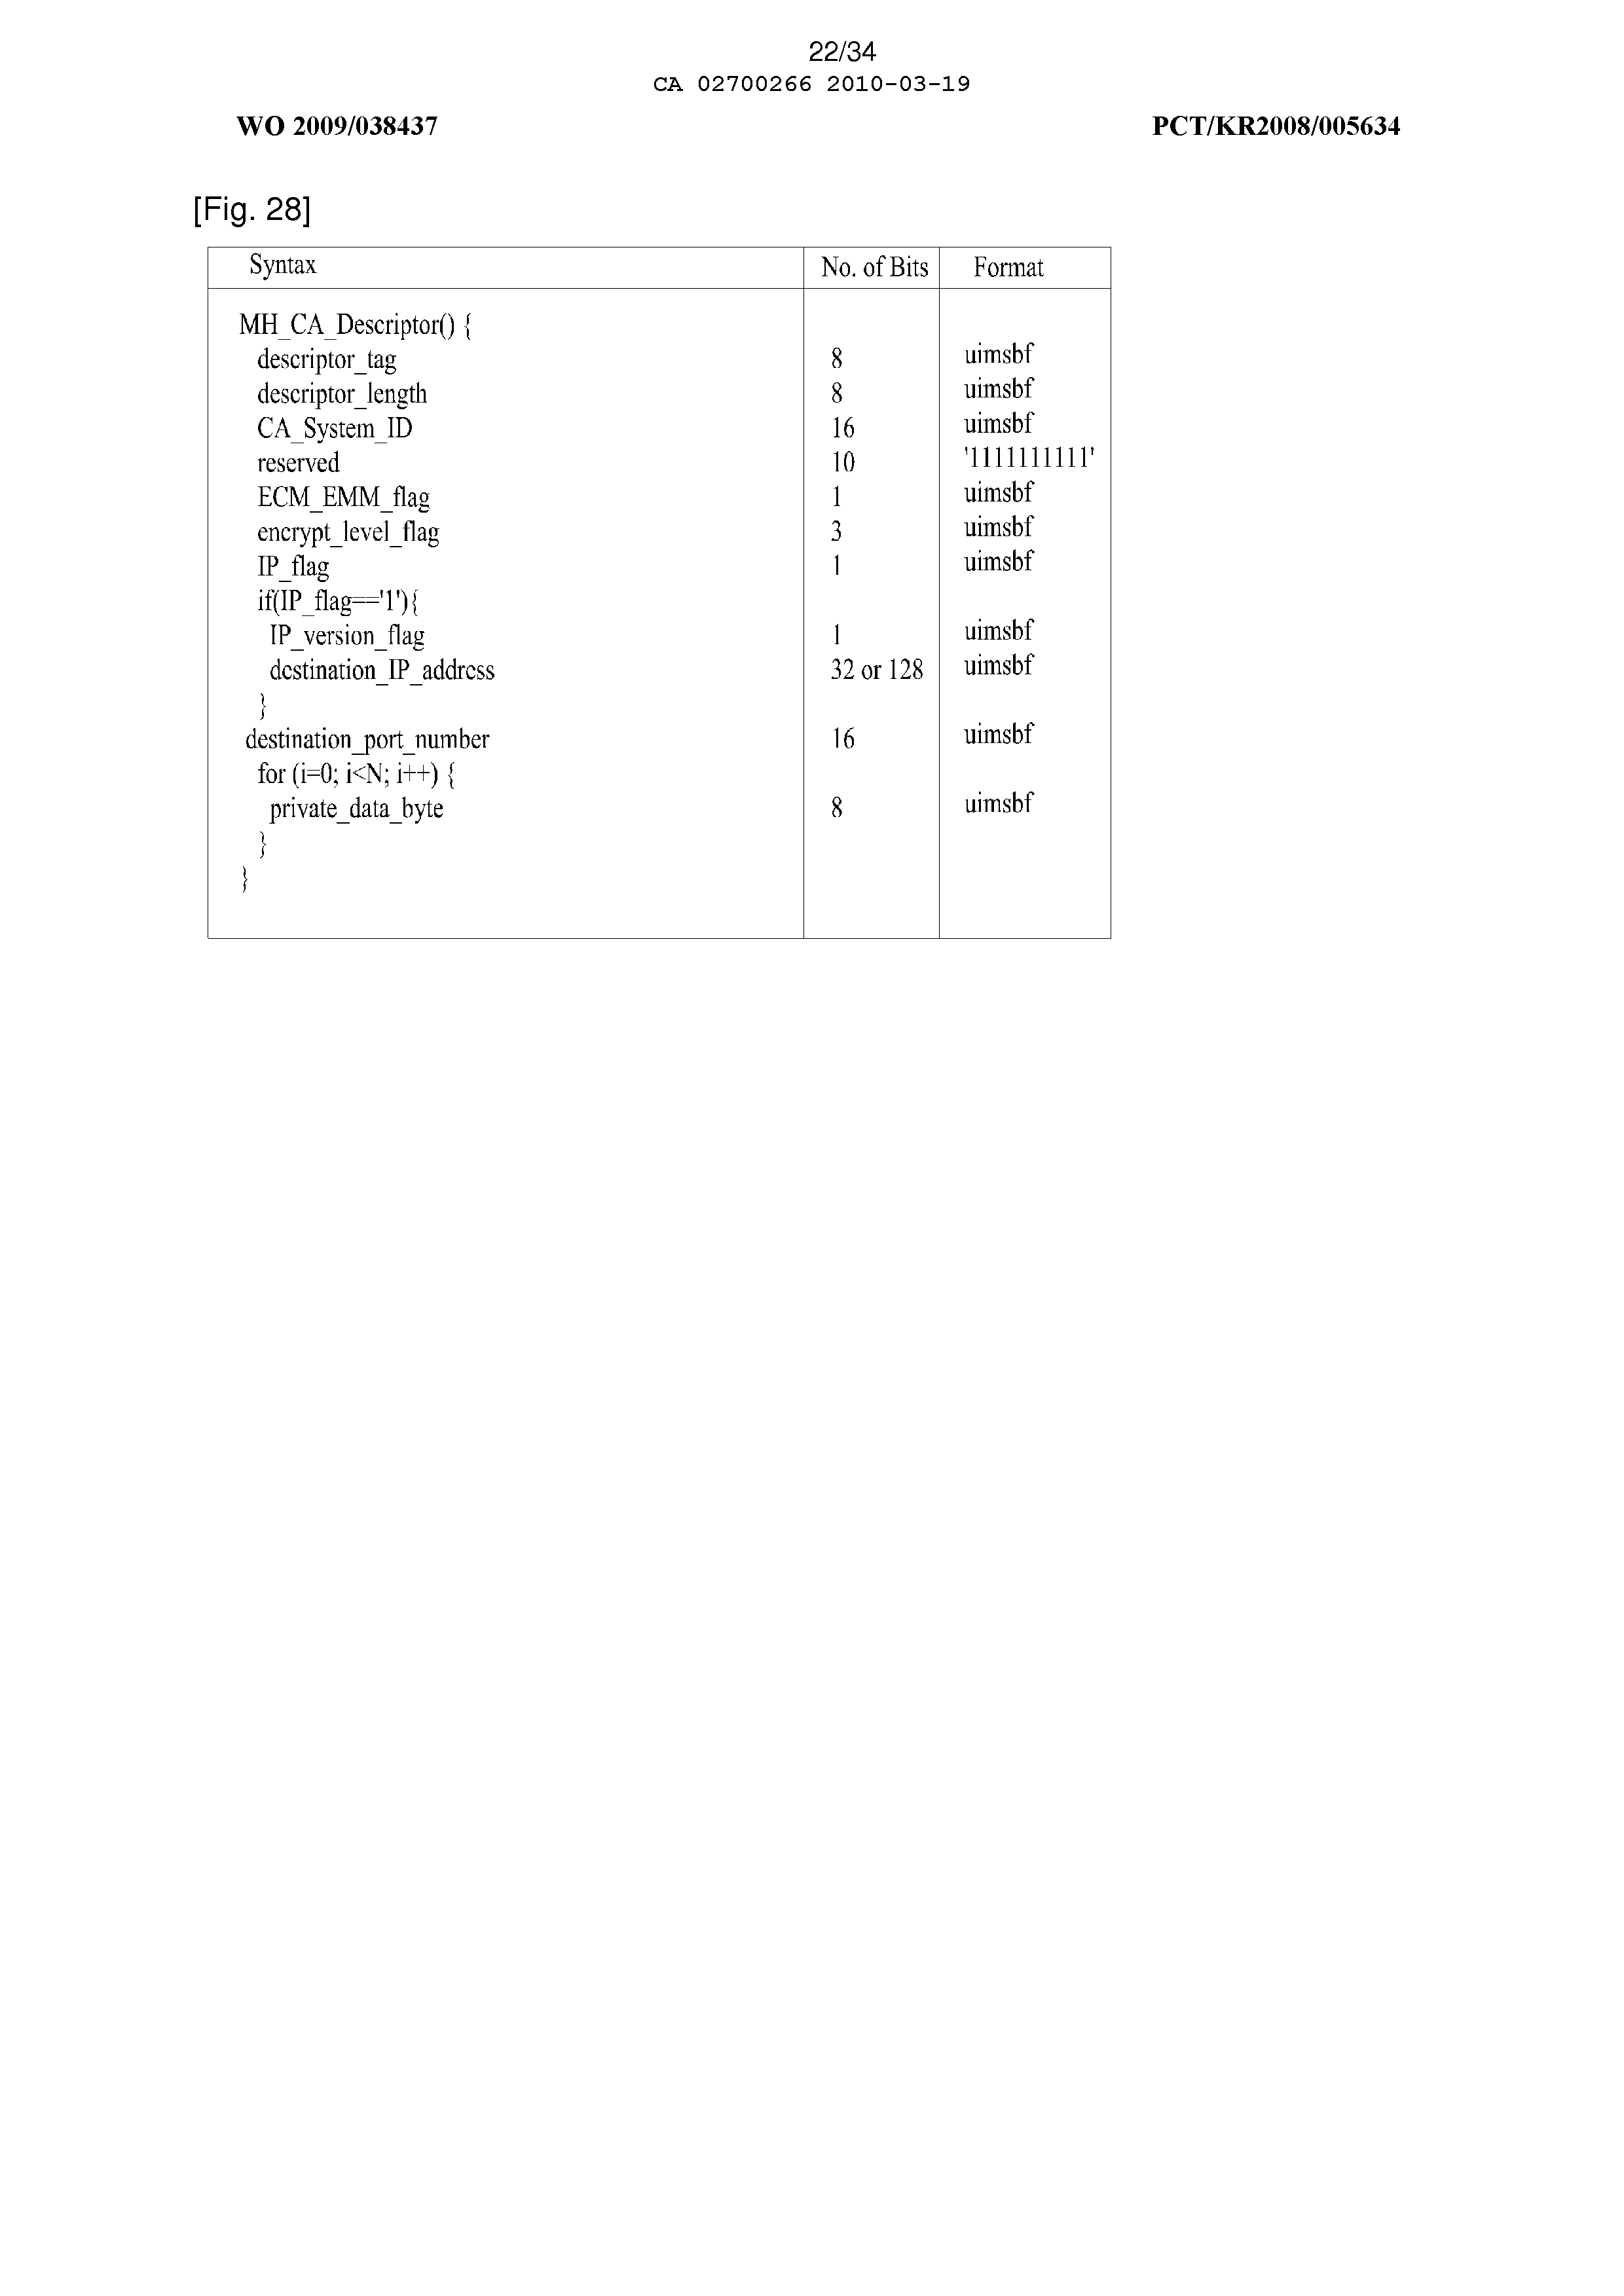 22/34
CA 02700266 2010-03-19
WO 2009/038437 PCT/KR2008/005634
[Fig. 28]
Syntax No. of Bits Format
MH_CA_Descriptor() {
descriptor_tag 8 uimsbf
descriptor_length 8 uimsbf
CA_System_ID 16 uimsbf
reserved 10 '1111111111'
ECM_EMM_flag 1 uimsbf
encrypt_level_flag 3 uimsbf
IP_flag 1 uimsbf
if(IP_flag=='1'){
IP_version_flag 1 uimsbf
destination_IP_address 32 or 128 uimsbf
}
destination_port_number 16 uimsbf
for (i=0; i<N; i++) {
private_data_byte 8 uimsbf
}
}